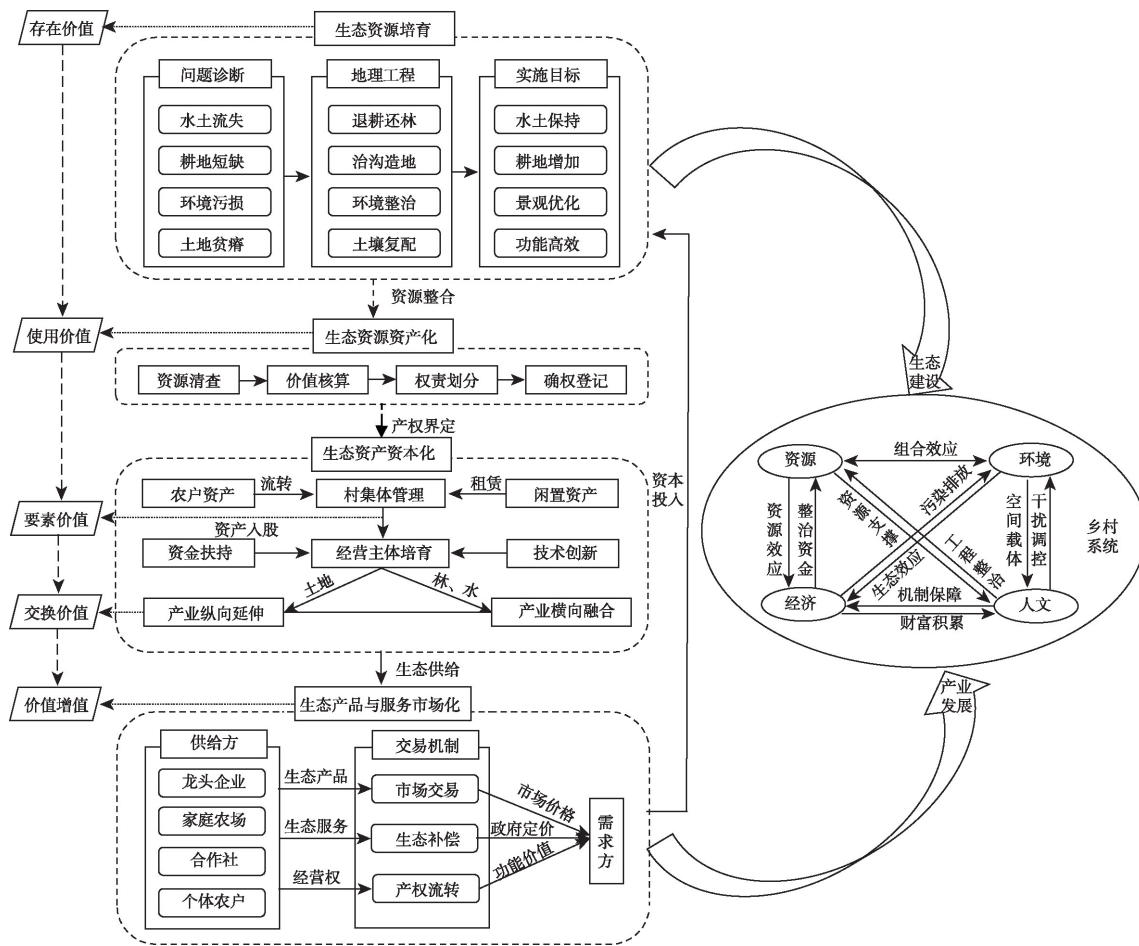 存在价值
生态资源培育
问题诊断
水土流失
耕地短缺
环境污损
土地贫瘠
地理工程
退耕还林
治沟造地
环境整治
土壤复配
实施目标
水土保持
耕地增加
景观优化
功能高效
资源整合
使用价值
生态资源资产化
资源清查
价值核算
权责划分
确权登记
产权界定
生态资产资本化
农户资产
流转
村集体管理
租赁
闲置资产
要素价值
资产入股
资金扶持
经营主体培育
技术创新
土地
林、水
交换价值
产业纵向延伸
产业横向融合
生态供给
价值增值
生态产品与服务市场化
供给方
龙头企业
家庭农场
合作社
个体农户
生态产品
生态服务
经营权
交易机制
市场交易
生态补偿
产权流转
市场价格
政府定价
功能价值
需求方
资本
投入
生态
建设
资源
组合效应
环境
资源效应
整治资金
资源支撑
污染排放
生态效应
工程整治
空间载体
干扰调控
乡村
系统
经济
机制保障
财富积累
人文
产业
发展